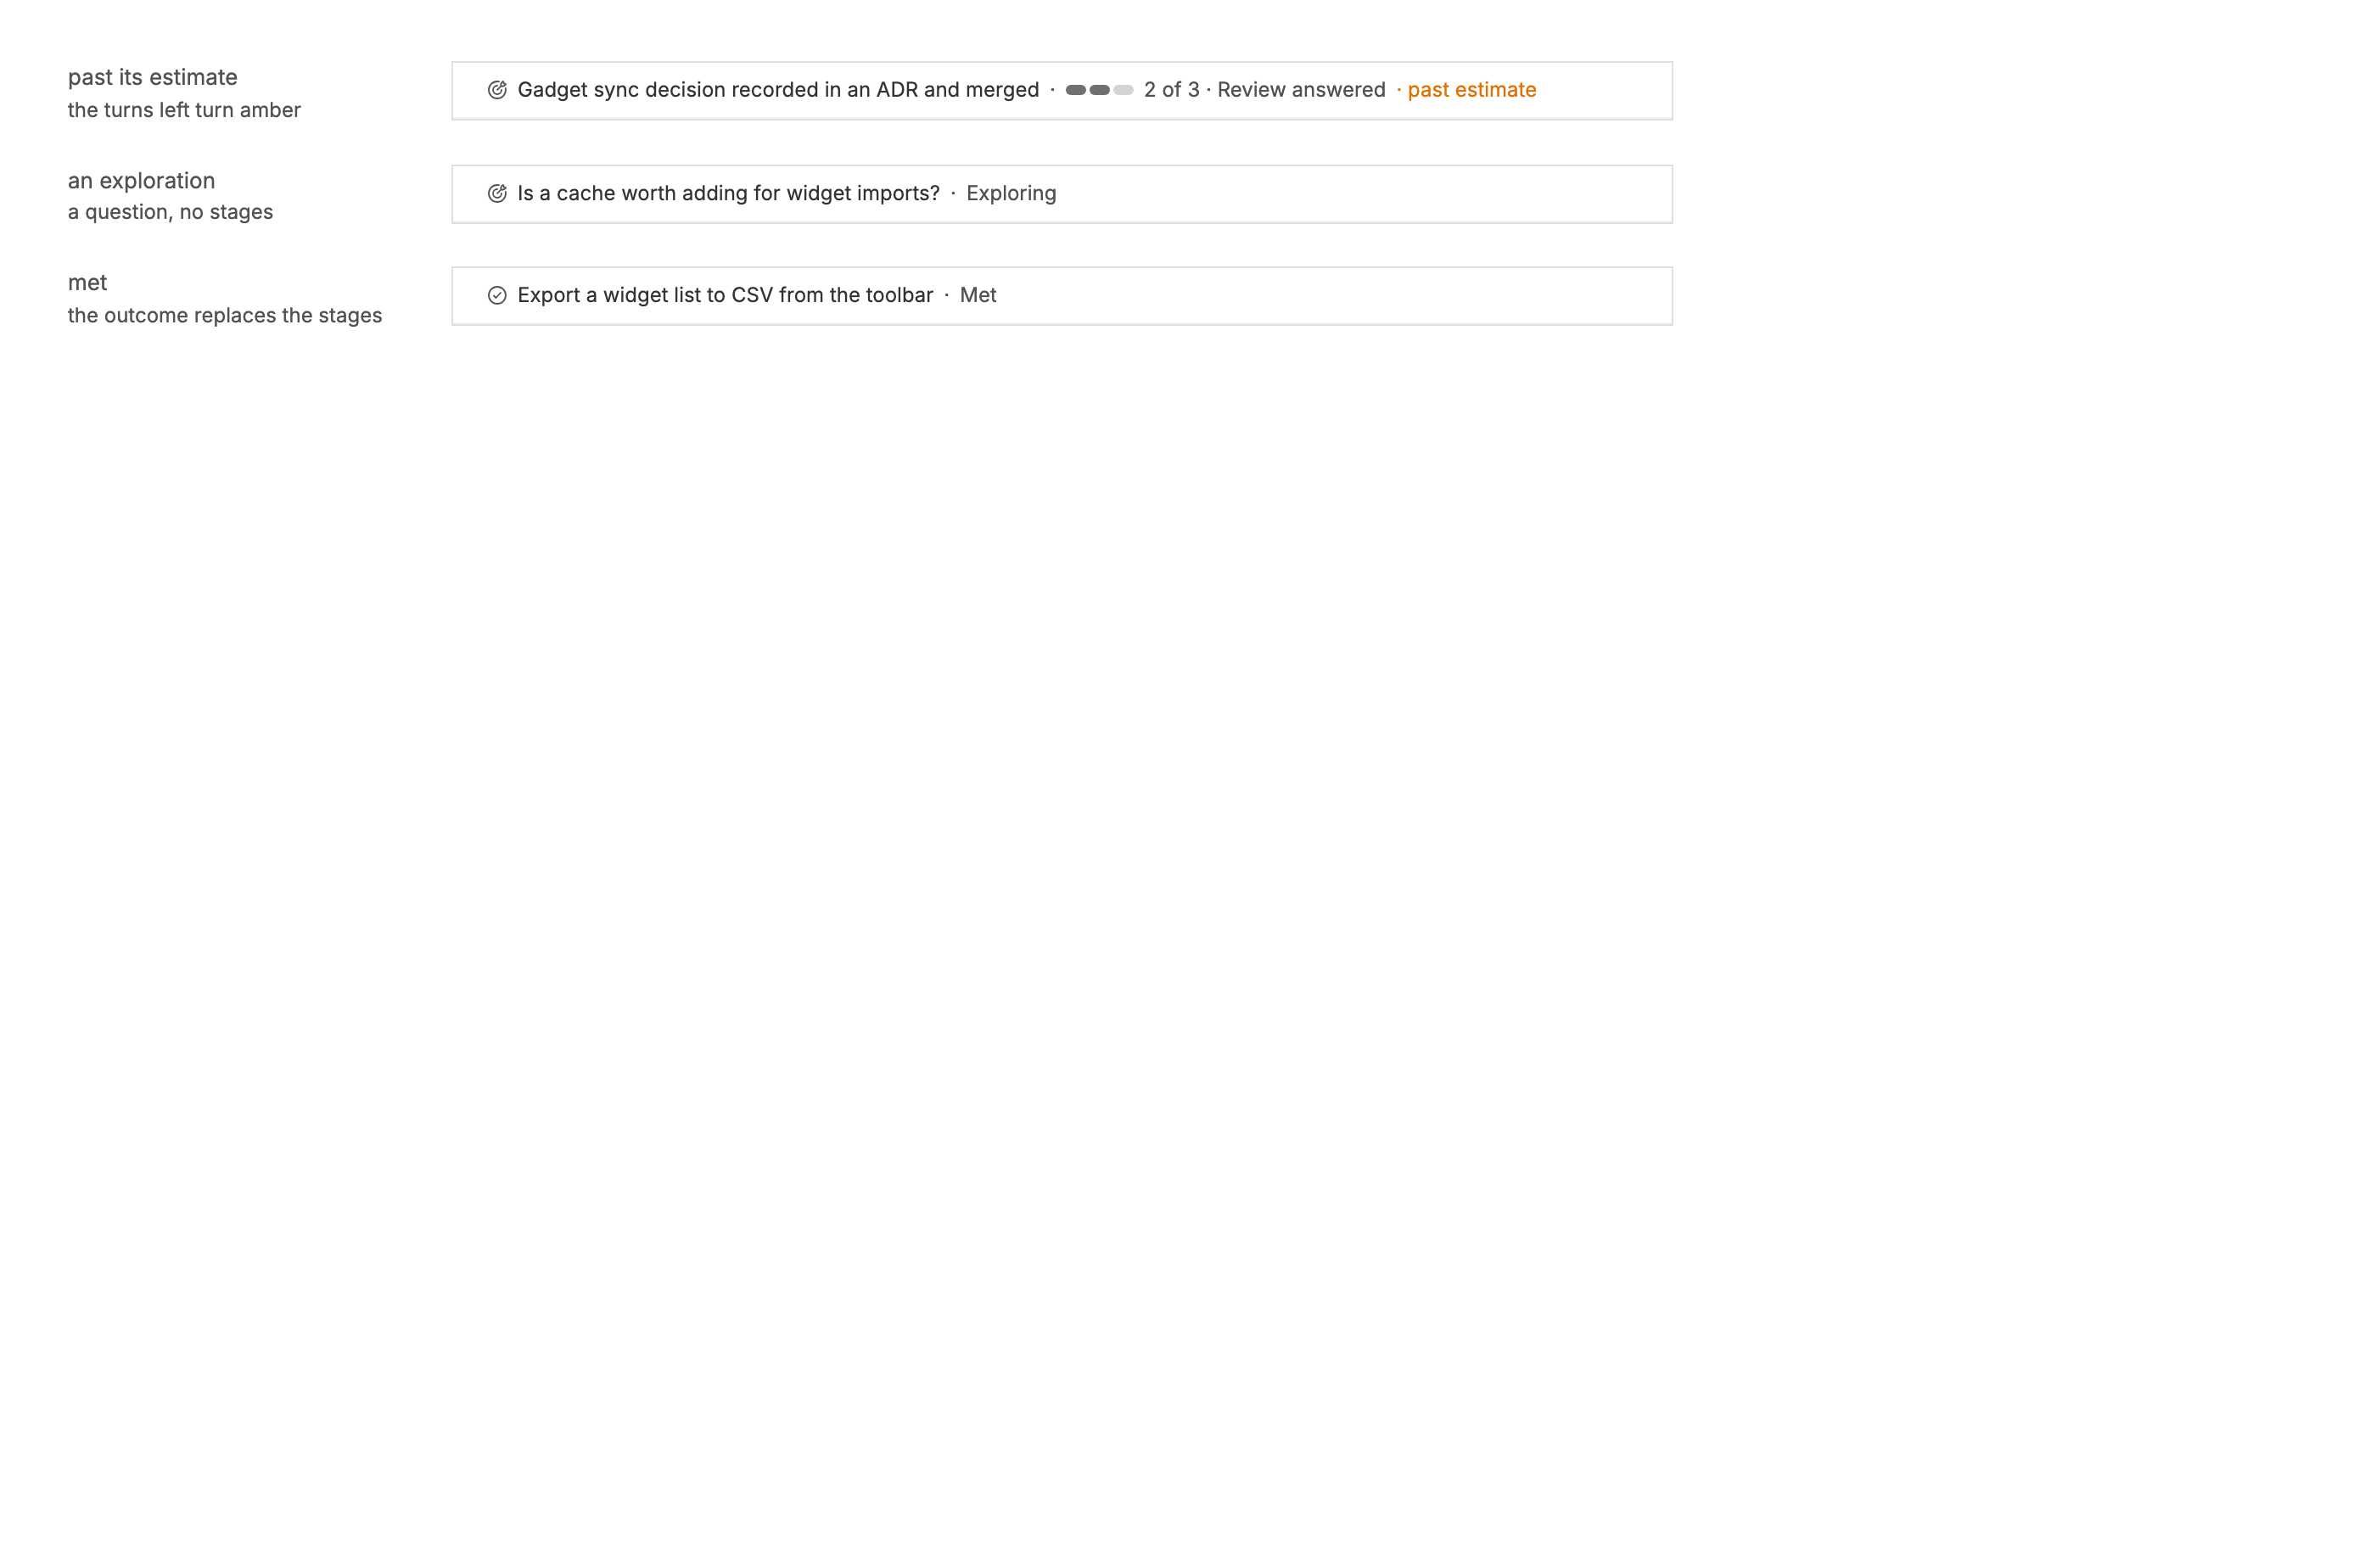 past its estimate
the turns left turn amber
Gadget sync decision recorded in an ADR and merged · 2 of 3 · Review answered · past estimate
an exploration
a question, no stages
Is a cache worth adding for widget imports? · Exploring
met
the outcome replaces the stages
Export a widget list to CSV from the toolbar · Met